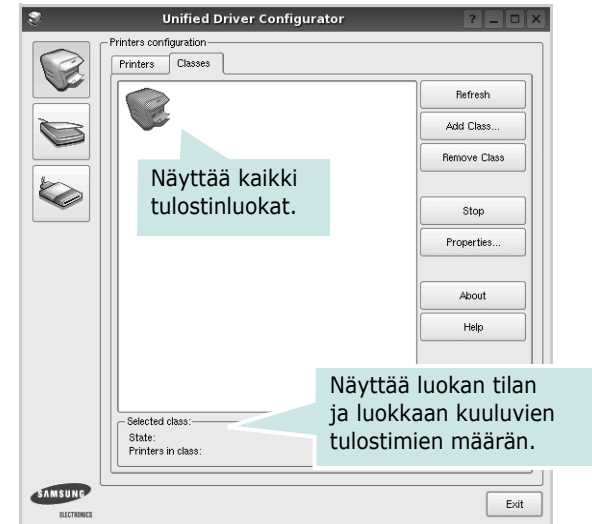 Unified Driver Configurator
Printers configuration
Printers Classes
Refresh
Add Class...
Remove Class
Näyttää kaikki
tulostinluokat.
Stop
Properties...
About
Help
Näyttää luokan tilan
ja luokkaan kuuluvien
tulostimien määrän.
Selected class:
State:
Printers in class:
SAMSUNG
ELECTRONICS
Exit